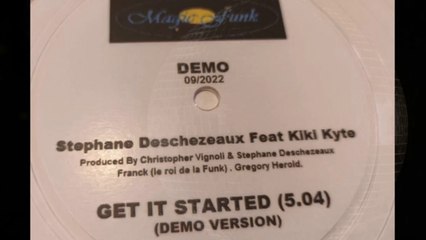 Magic Funk
DEMO
09/2022
Stephane Deschezeaux Feat Kiki Kyte
Produced By Christopher Vignoli & Stephane Deschezeaux
Franck (le roi de la Funk) . Gregory Herold.
GET IT STARTED (5.04)
(DEMO VERSION)